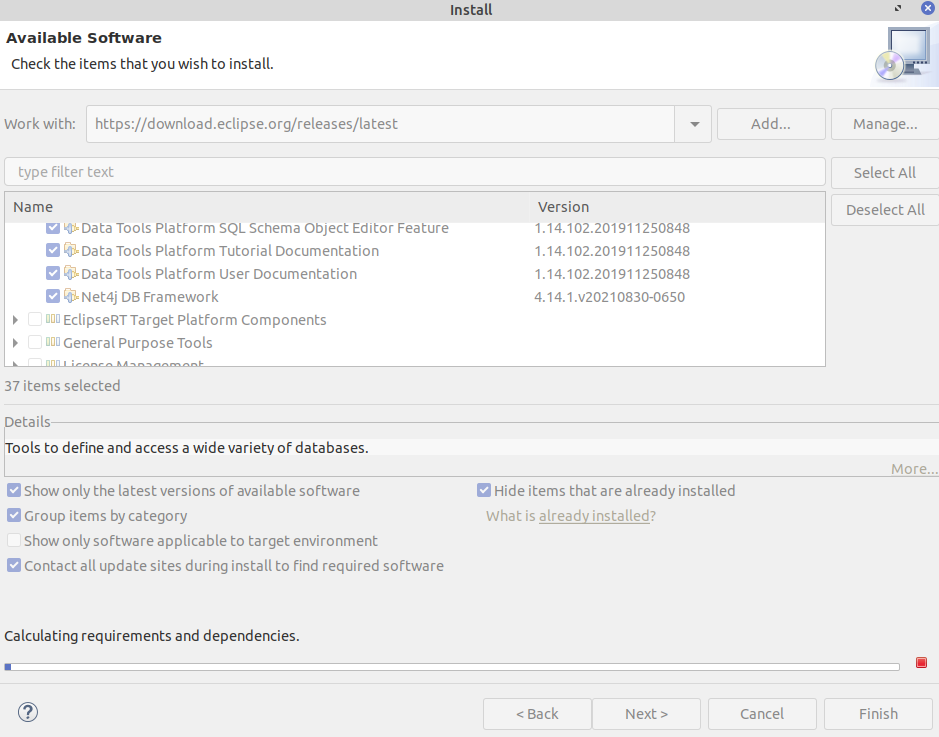 Install
Available Software
Check the items that you wish to install.
Work with: https://download.eclipse.org/releases/latest Add... Manage...
type filter text Select All
Name Version Deselect All
Data Tools Platform SQL Schema Object Editor Feature 1.14.102.201911250848
Data Tools Platform Tutorial Documentation 1.14.102.201911250848
Data Tools Platform User Documentation 1.14.102.201911250848
Net4j DB Framework 4.14.1.v20210830-0650
EclipseRT Target Platform Components
General Purpose Tools
License Management
37 items selected
Details
Tools to define and access a wide variety of databases.
More...
Show only the latest versions of available software Hide items that are already installed
Group items by category What is already installed?
Show only software applicable to target environment
Contact all update sites during install to find required software
Calculating requirements and dependencies.
? < Back Next > Cancel Finish